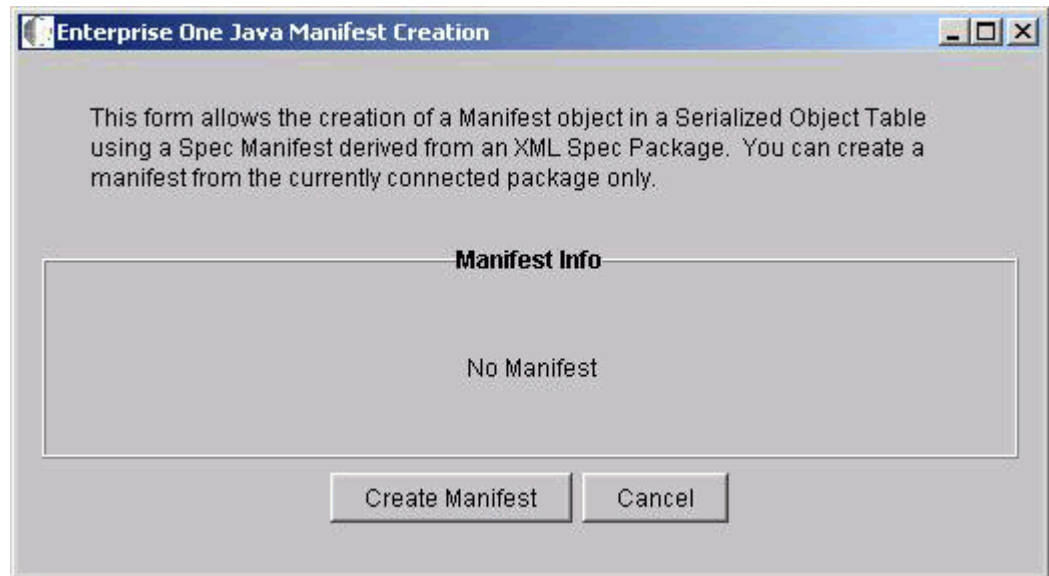 Enterprise One Java Manifest Creation
This form allows the creation of a Manifest object in a Serialized Object Table
using a Spec Manifest derived from an XML Spec Package.  You can create a
manifest from the currently connected package only.
Manifest Info
No Manifest
Create Manifest Cancel